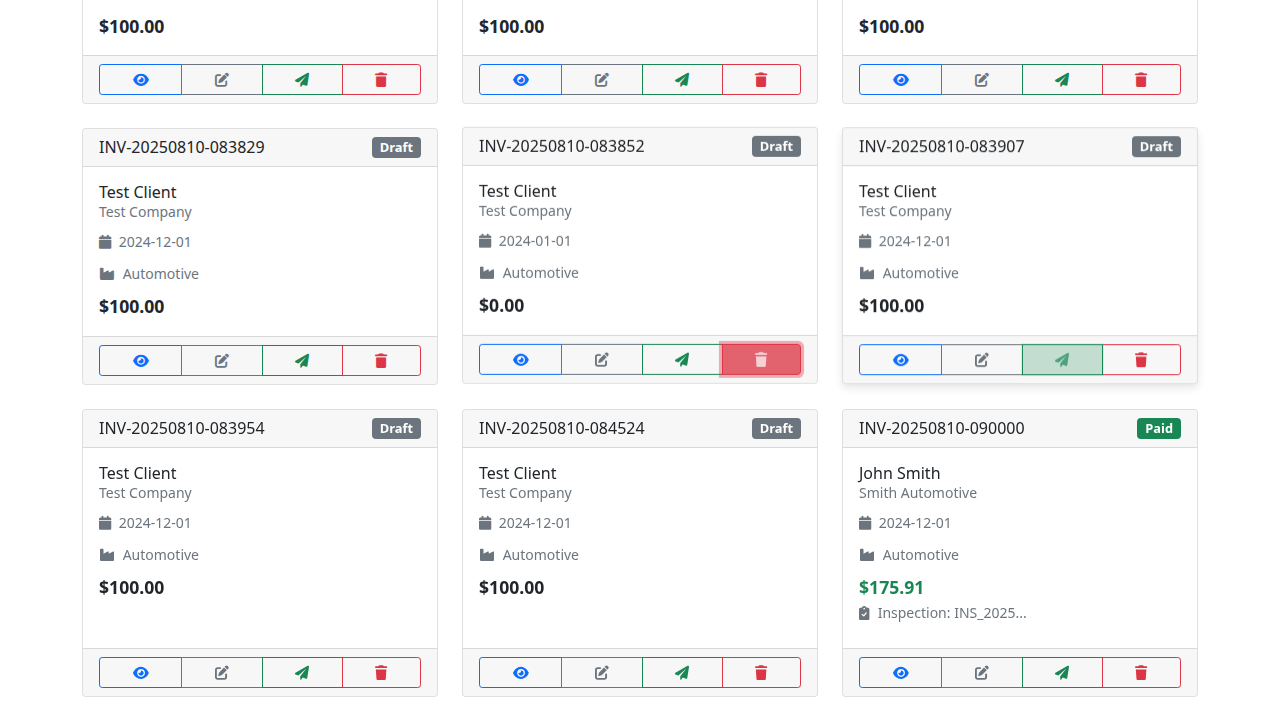 $100.00
$100.00
$100.00
INV-20250810-083829
Draft
Test Client
Test Company
2024-12-01
Automotive
$100.00
INV-20250810-083852
Draft
Test Client
Test Company
2024-01-01
Automotive
$0.00
INV-20250810-083907
Draft
Test Client
Test Company
2024-12-01
Automotive
$100.00
INV-20250810-083954
Draft
Test Client
Test Company
2024-12-01
Automotive
$100.00
INV-20250810-084524
Draft
Test Client
Test Company
2024-12-01
Automotive
$100.00
INV-20250810-090000
Paid
John Smith
Smith Automotive
2024-12-01
Automotive
$175.91
Inspection: INS_2025...